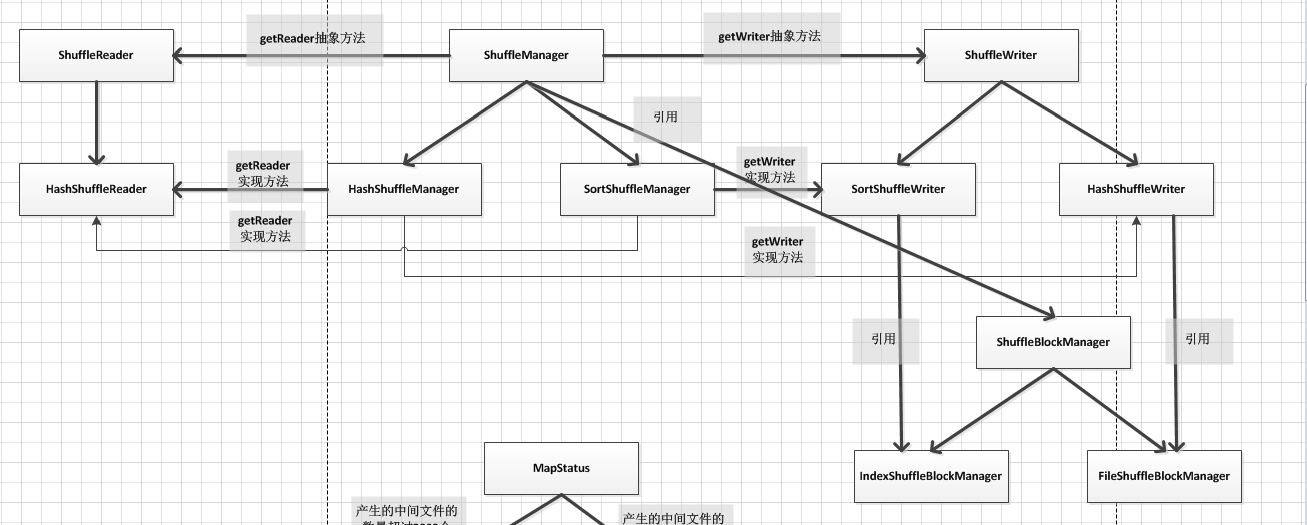 getReader抽象方法
getWriter抽象方法
ShuffleReader
ShuffleManager
ShuffleWriter
引用
getReader
实现方法
getWriter
实现方法
HashShuffleReader
HashShuffleManager
SortShuffleManager
SortShuffleWriter
HashShuffleWriter
getReader
实现方法
getWriter
实现方法
引用
ShuffleBlockManager
引用
MapStatus
IndexShuffleBlockManager
FileShuffleBlockManager
产生的中间文件的
产生的中间文件的